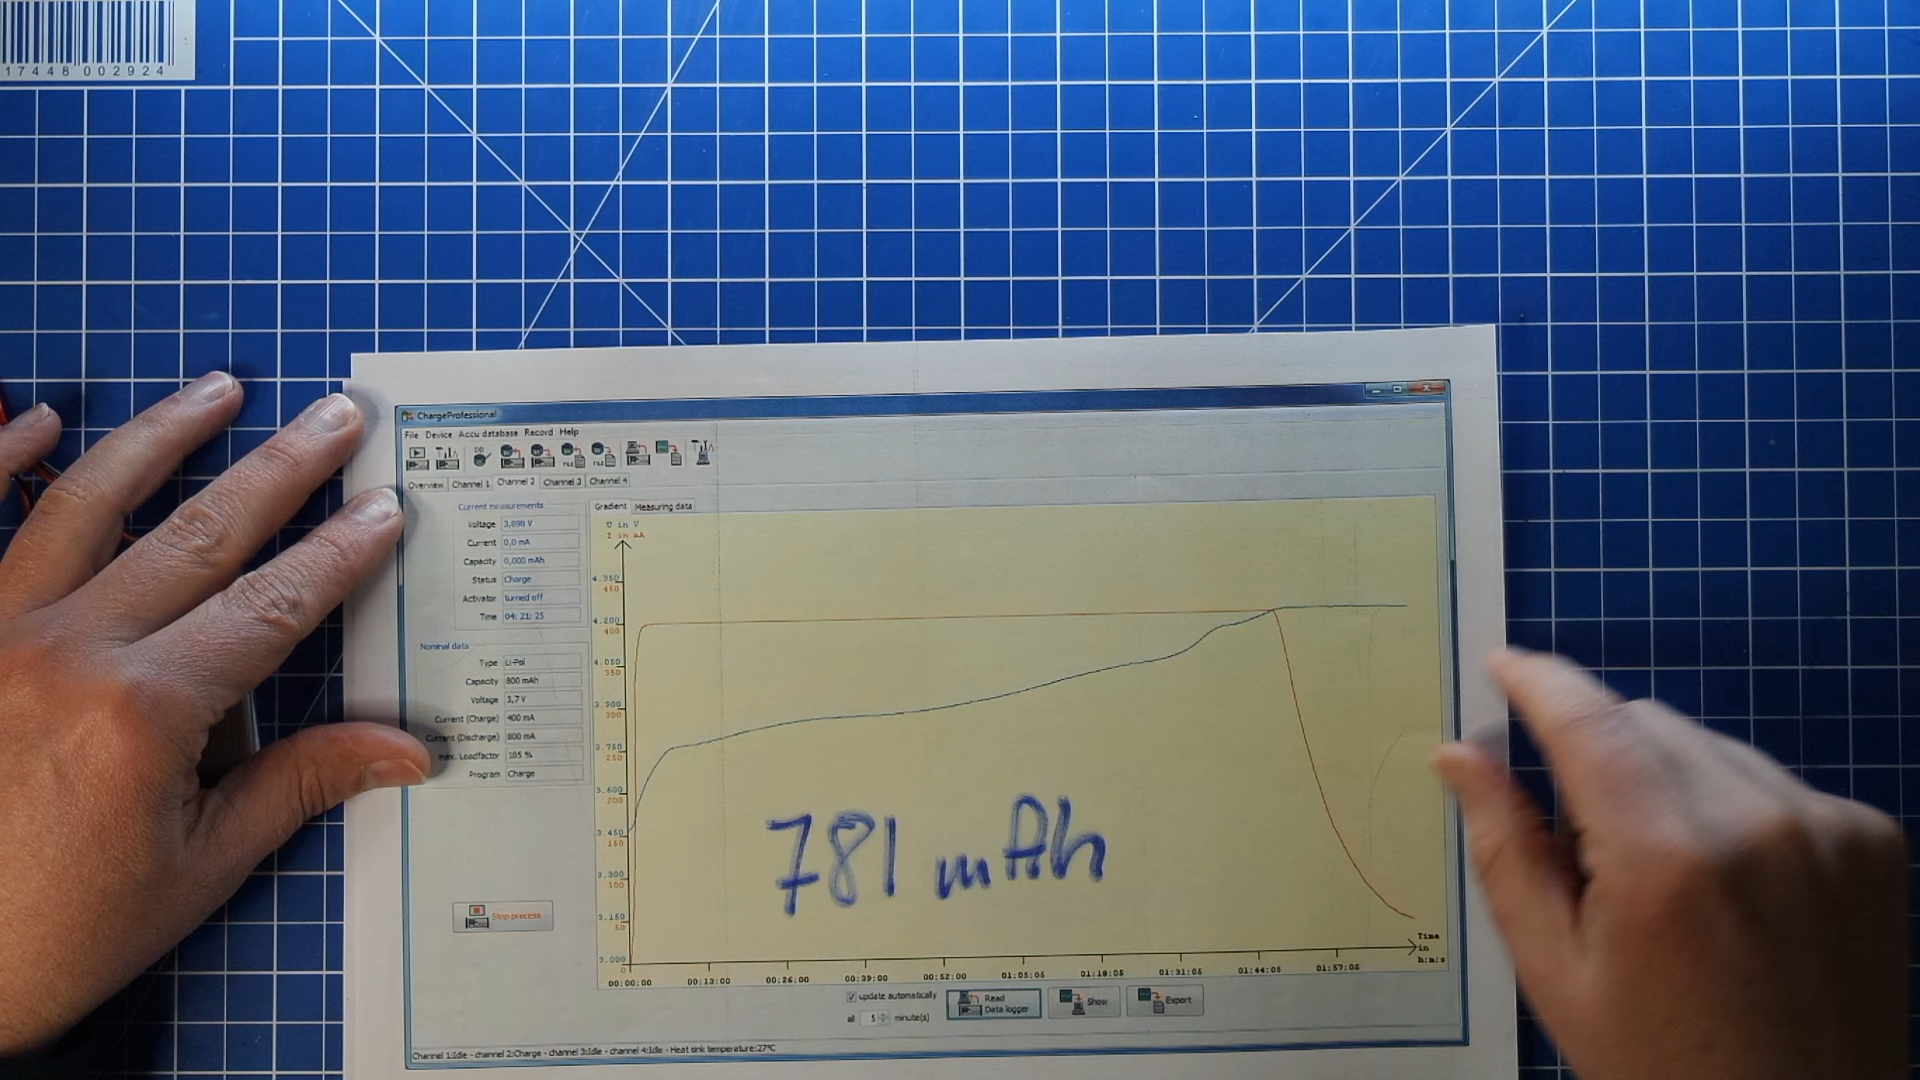 17448 002924
ChargeProfessional
File Device Accu database Record Help
Overview Channel 1 Channel 2 Channel 3 Channel 4
Current measurements
Voltage 3,898 V
Current 0,0 mA
Capacity 0,000 mAh
Status Charge
Activator turned off
Time 04: 21: 25
Nominal data
Type Li-Pol
Capacity 800 mAh
Voltage 3,7 V
Current (Charge) 400 mA
Current (Discharge) 800 mA
max. Loadfactor 105 %
Program Charge
Stop process
Gradient Measuring data
U in V
I in mA
4.350
450
4.200
400
4.050
350
3.900
300
3.750
250
3.600
200
3.450
150
3.300
100
3.150
50
3.000
0
781 mAh
00:00:00 00:13:00 00:26:00 00:39:00 00:52:00 01:05:05 01:18:05 01:31:05 01:44:05 01:57:05
Time
in
h:m:s
update automatically
all 5 minute(s)
Read
Data logger
Show
Export
Channel 1:Idle - channel 2:Charge - channel 3:Idle - channel 4:Idle - Heat sink temperature:27°C